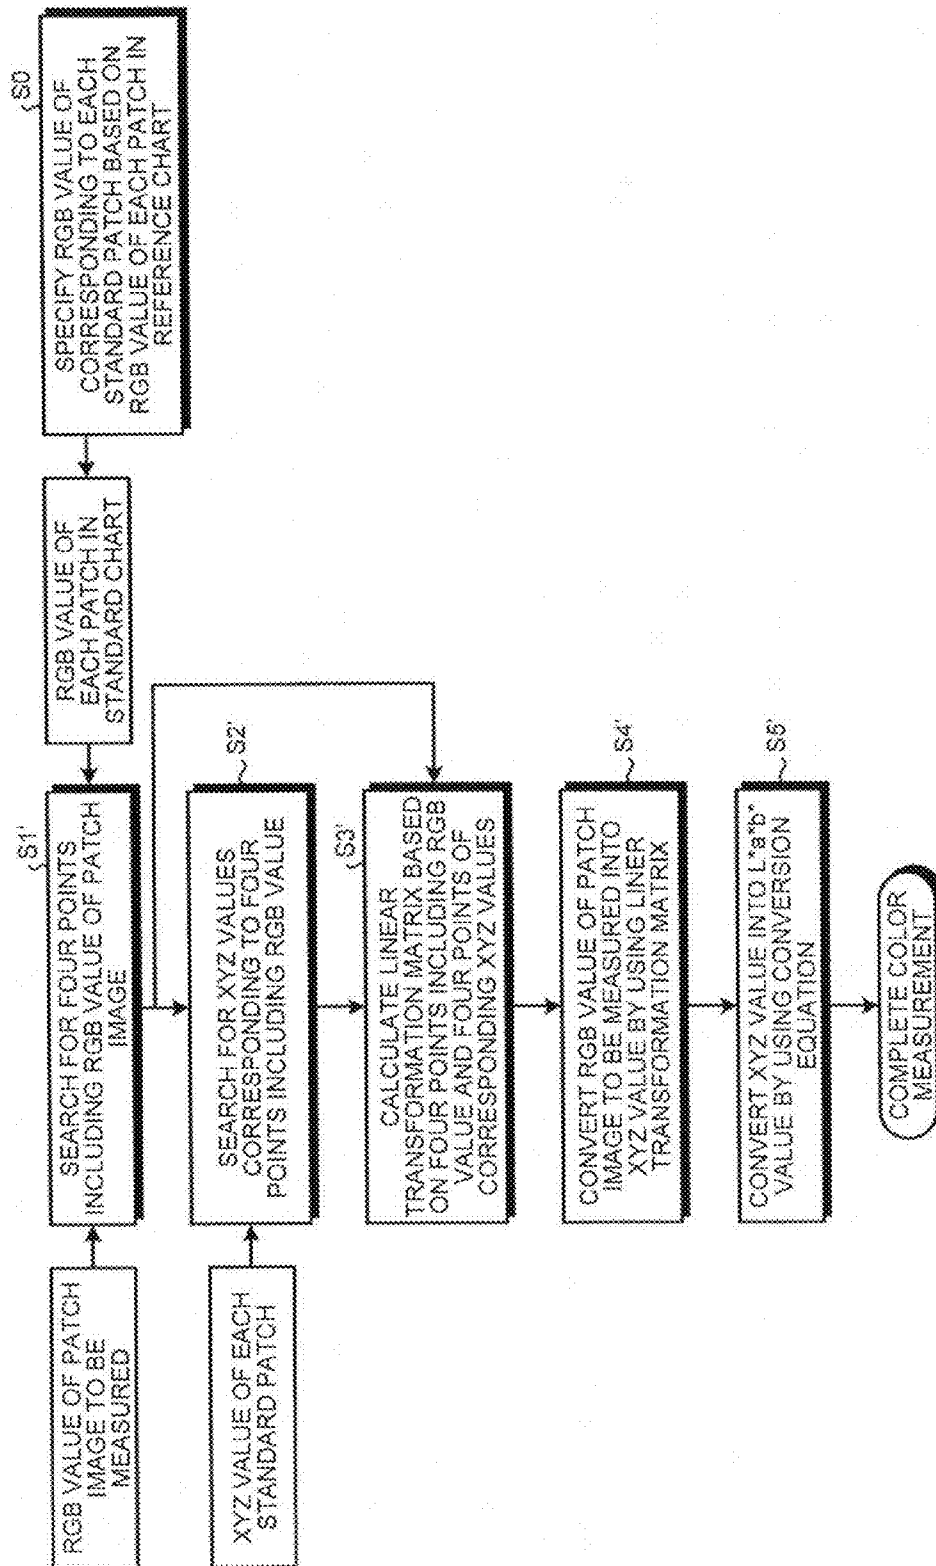 S0
SPECIFY RGB VALUE OF
CORRESPONDING TO EACH
STANDARD PATCH BASED ON
RGB VALUE OF EACH PATCH IN
REFERENCE CHART
RGB VALUE OF
EACH PATCH IN
STANDARD CHART
RGB VALUE OF PATCH
IMAGE TO BE
MEASURED
S1'
SEARCH FOR FOUR POINTS
INCLUDING RGB VALUE OF PATCH
IMAGE
XYZ VALUE OF EACH
STANDARD PATCH
S2'
SEARCH FOR XYZ VALUES
CORRESPONDING TO FOUR
POINTS INCLUDING RGB VALUE
S3'
CALCULATE LINEAR
TRANSFORMATION MATRIX BASED
ON FOUR POINTS INCLUDING RGB
VALUE AND FOUR POINTS OF
CORRESPONDING XYZ VALUES
S4'
CONVERT RGB VALUE OF PATCH
IMAGE TO BE MEASURED INTO
XYZ VALUE BY USING LINER
TRANSFORMATION MATRIX
S5'
CONVERT XYZ VALUE INTO L*a*b*
VALUE BY USING CONVERSION
EQUATION
COMPLETE COLOR
MEASUREMENT